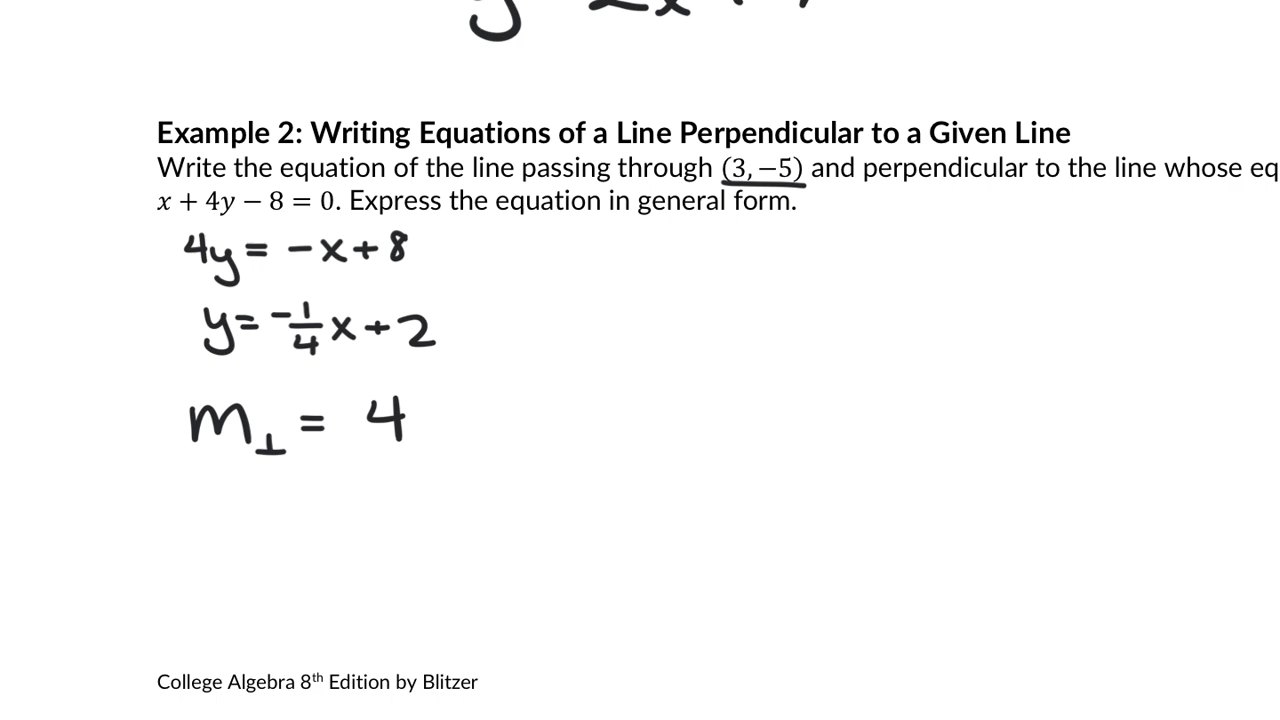 y 2x +
Example 2: Writing Equations of a Line Perpendicular to a Given Line
Write the equation of the line passing through (3, −5) and perpendicular to the line whose eq
x + 4y − 8 = 0. Express the equation in general form.
4y = -x + 8
y = -1/4 x + 2
m⊥ = 4
College Algebra 8th Edition by Blitzer